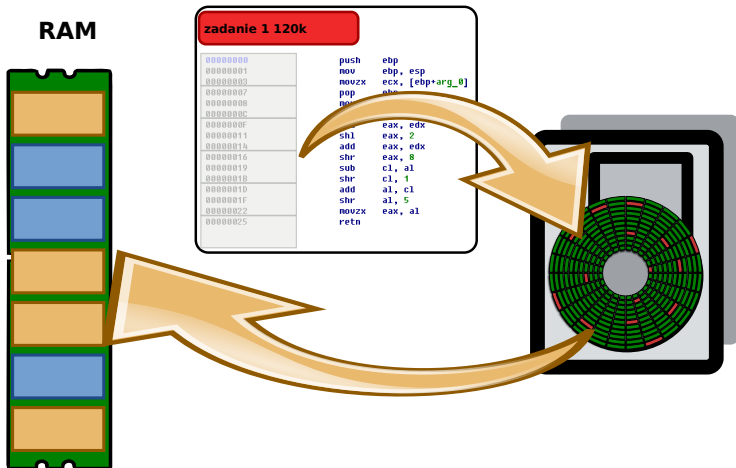 RAM
zadanie 1 120k
00000000 push ebp
00000001 mov ebp, esp
00000003 movzx ecx, [ebp+arg_0]
00000007 pop ebp
00000008 mov
0000000C
0000000F eax, edx
00000011 shl eax, 2
00000014 add eax, edx
00000016 shr eax, 8
00000019 sub cl, al
0000001B shr cl, 1
0000001D add al, cl
0000001F shr al, 5
00000022 movzx eax, al
00000025 retn